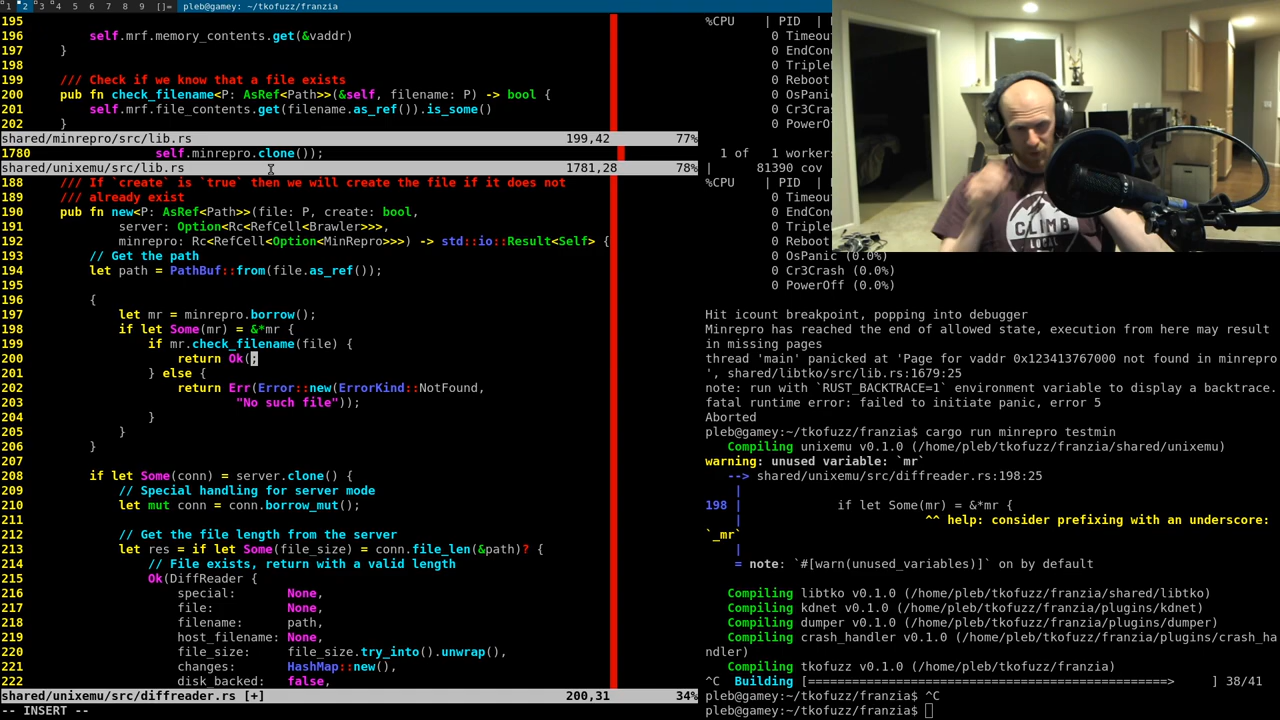 1 2 3 4 5 6 7 8 9 []= pleb@gamey: ~/tkofuzz/franzia
195
196         self.mrf.memory_contents.get(&vaddr)
197     }
198
199     /// Check if we know that a file exists
200     pub fn check_filename<P: AsRef<Path>>(&self, filename: P) -> bool {
201         self.mrf.file_contents.get(filename.as_ref()).is_some()
202     }
shared/minrepro/src/lib.rs 199,42 77%
1780                 self.minrepro.clone());
shared/unixemu/src/lib.rs 1781,28 78%
188     /// If `create` is `true` then we will create the file if it does not
189     /// already exist
190     pub fn new<P: AsRef<Path>>(file: P, create: bool,
191             server: Option<Rc<RefCell<Brawler>>>,
192             minrepro: Rc<RefCell<Option<MinRepro>>>) -> std::io::Result<Self> {
193         // Get the path
194         let path = PathBuf::from(file.as_ref());
195
196         {
197             let mr = minrepro.borrow();
198             if let Some(mr) = &*mr {
199                 if mr.check_filename(file) {
200                     return Ok(;
201                 } else {
202                     return Err(Error::new(ErrorKind::NotFound,
203                             "No such file"));
204                 }
205             }
206         }
207
208         if let Some(conn) = server.clone() {
209             // Special handling for server mode
210             let mut conn = conn.borrow_mut();
211
212             // Get the file length from the server
213             let res = if let Some(file_size) = conn.file_len(&path)? {
214                 // File exists, return with a valid length
215                 Ok(DiffReader {
216                     special:       None,
217                     file:          None,
218                     filename:      path,
219                     host_filename: None,
220                     file_size:     file_size.try_into().unwrap(),
221                     changes:       HashMap::new(),
222                     disk_backed:   false,
shared/unixemu/src/diffreader.rs [+] 200,31 34%
-- INSERT --
%CPU    | PID  |
0 Timeou
0 EndCon
0 Triple
0 Reboot
0 OsPani
0 Cr3Cra
0 PowerO
1 of   1 workers
|      81390 cov
%CPU    | PID  |
0 Timeou
0 EndCon
0 Triple
0 Reboot
0 OsPanic (0.0%)
0 Cr3Crash (0.0%)
0 PowerOff (0.0%)
Hit icount breakpoint, popping into debugger
Minrepro has reached the end of allowed state, execution from here may result
in missing pages
thread 'main' panicked at 'Page for vaddr 0x123413767000 not found in minrepro
', shared/libtko/src/lib.rs:1679:25
note: run with `RUST_BACKTRACE=1` environment variable to display a backtrace.
fatal runtime error: failed to initiate panic, error 5
Aborted
pleb@gamey:~/tkofuzz/franzia$ cargo run minrepro testmin
Compiling unixemu v0.1.0 (/home/pleb/tkofuzz/franzia/shared/unixemu)
warning: unused variable: `mr`
--> shared/unixemu/src/diffreader.rs:198:25
|
198 |             if let Some(mr) = &*mr {
|                         ^^ help: consider prefixing with an underscore:
`_mr`
|
= note: `#[warn(unused_variables)]` on by default
Compiling libtko v0.1.0 (/home/pleb/tkofuzz/franzia/shared/libtko)
Compiling kdnet v0.1.0 (/home/pleb/tkofuzz/franzia/plugins/kdnet)
Compiling dumper v0.1.0 (/home/pleb/tkofuzz/franzia/plugins/dumper)
Compiling crash_handler v0.1.0 (/home/pleb/tkofuzz/franzia/plugins/crash_ha
ndler)
Compiling tkofuzz v0.1.0 (/home/pleb/tkofuzz/franzia)
^C  Building [=================================================>     ] 38/41
pleb@gamey:~/tkofuzz/franzia$ ^C
pleb@gamey:~/tkofuzz/franzia$
CLIMB
LOCAL